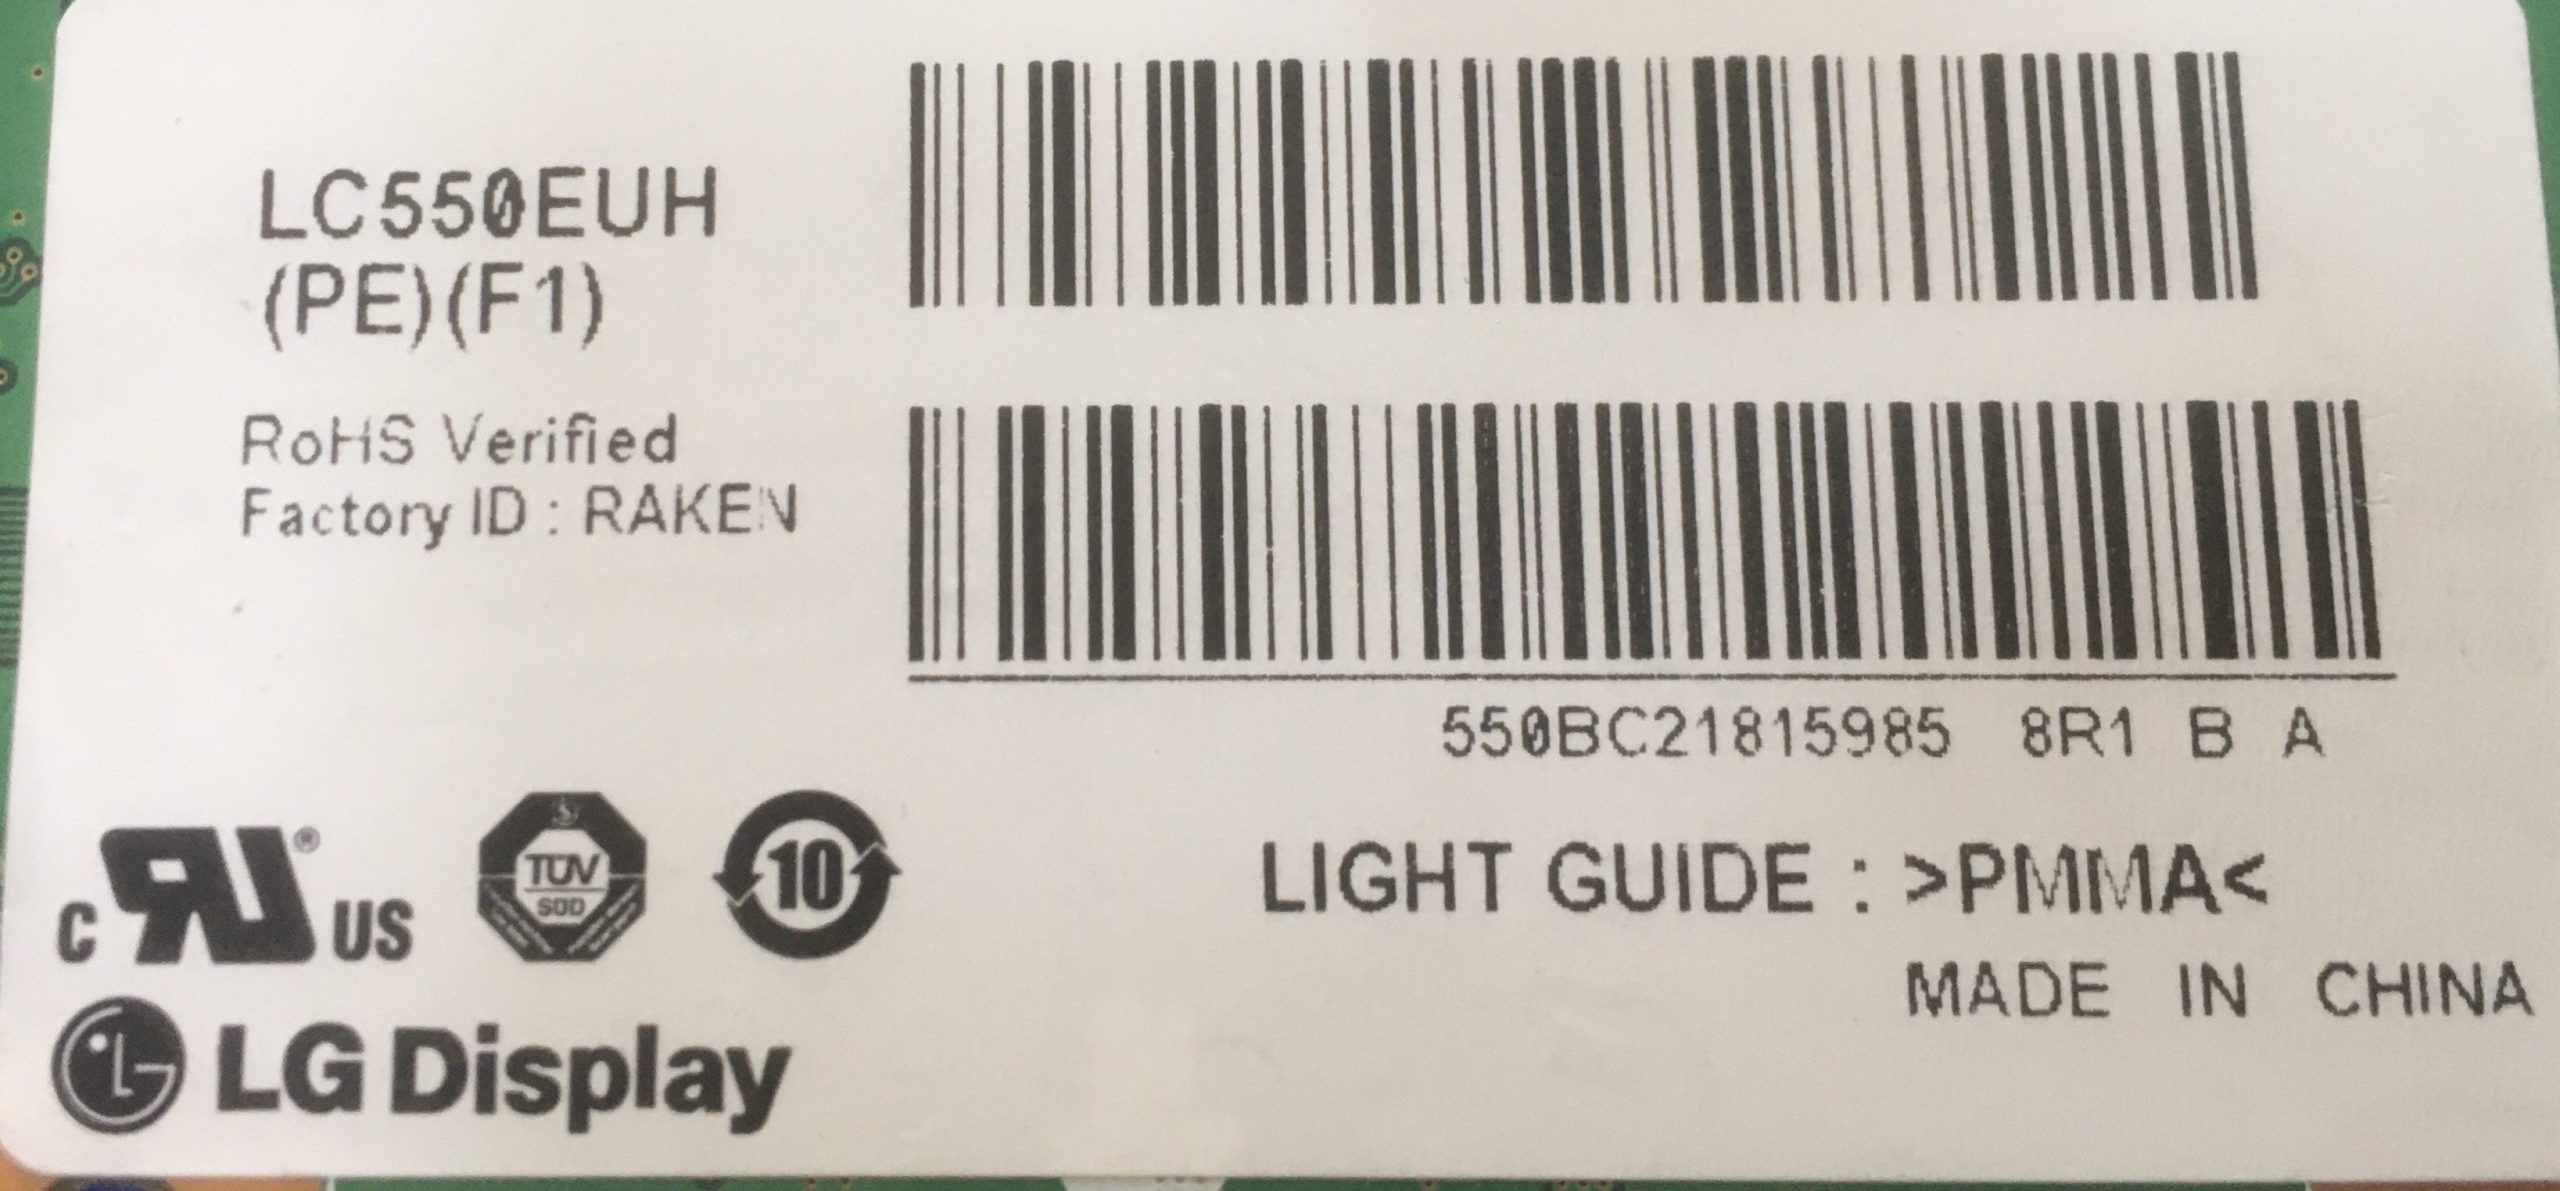 LC550EUH
(PE)(F1)
RoHS Verified
Factory ID : RAKEN
550BC21815985 8R1 B A
LIGHT GUIDE : >PMMA<
MADE IN CHINA
C RU ® US
TÜV
SÜD
10
LG Display